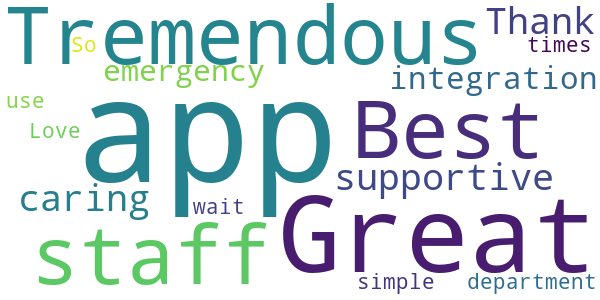 Tremendous
Thank
So
times
emergency
integration
use
app
Best
Love
supportive
caring
wait
Great
staff
simple
department